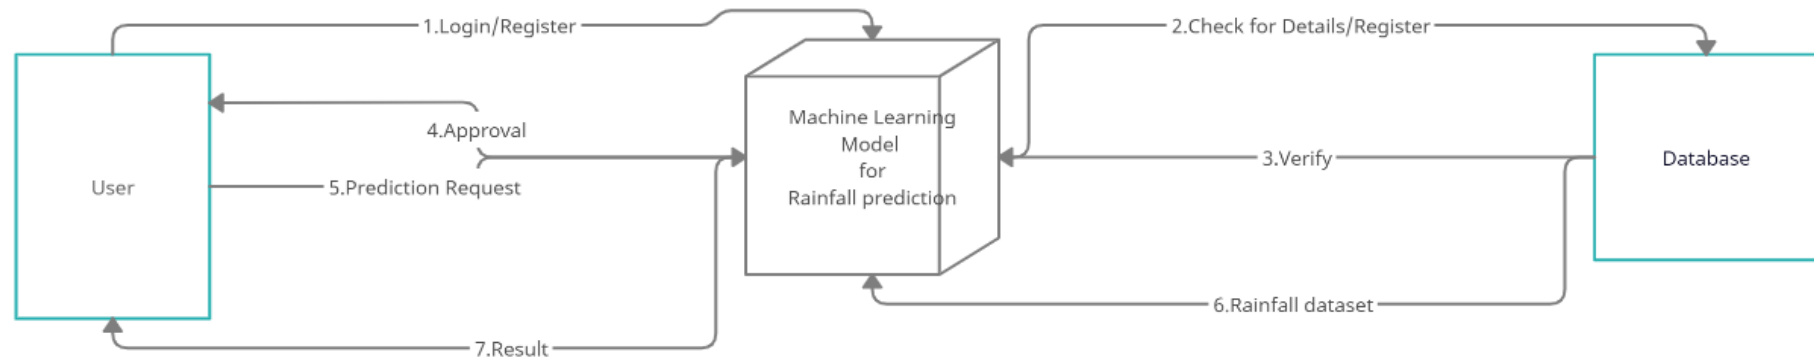 1.Login/Register
2.Check for Details/Register
4.Approval
5.Prediction Request
User
Machine Learning
Model
for
Rainfall prediction
3.Verify
Database
6.Rainfall dataset
7.Result